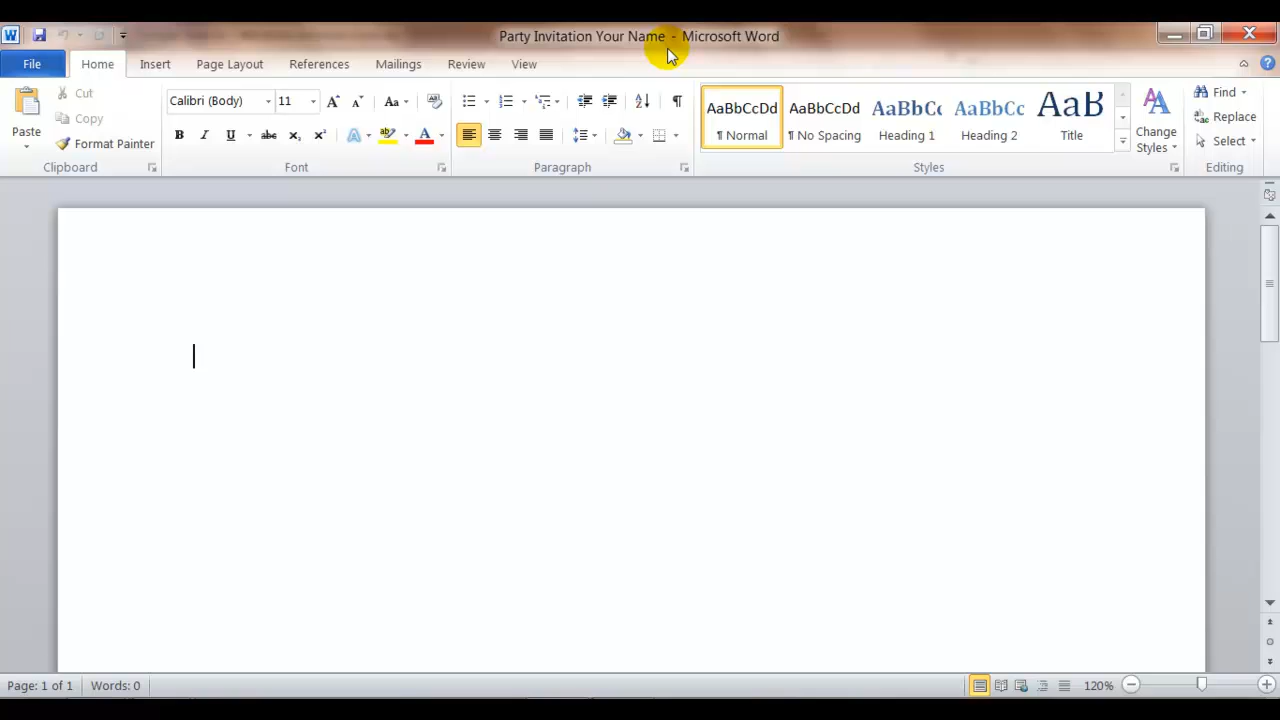 Party Invitation Your Name - Microsoft Word
File Home Insert Page Layout References Mailings Review View
Paste
Cut
Copy
Format Painter
Clipboard
Calibri (Body) 11
Font
Paragraph
AaBbCcDd
¶ Normal
AaBbCcDd
¶ No Spacing
AaBbCc
Heading 1
AaBbCc
Heading 2
AaB
Title
Change
Styles
Styles
Find
Replace
Select
Editing
Page: 1 of 1 Words: 0 120%